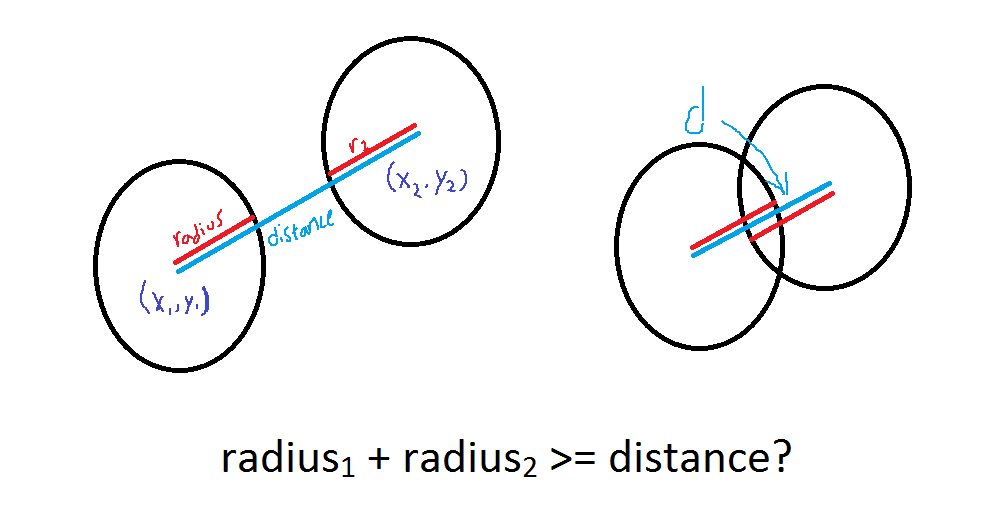 r₂
(x₂,y₂)
radius
distance
(x₁,y₁)
d
radius₁ + radius₂ >= distance?